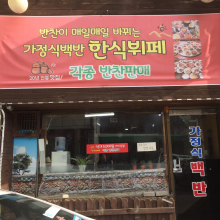 반찬이 매일매일 바뀌는
가정식백반 한식뷔페
각종 반찬판매
가정식 백반